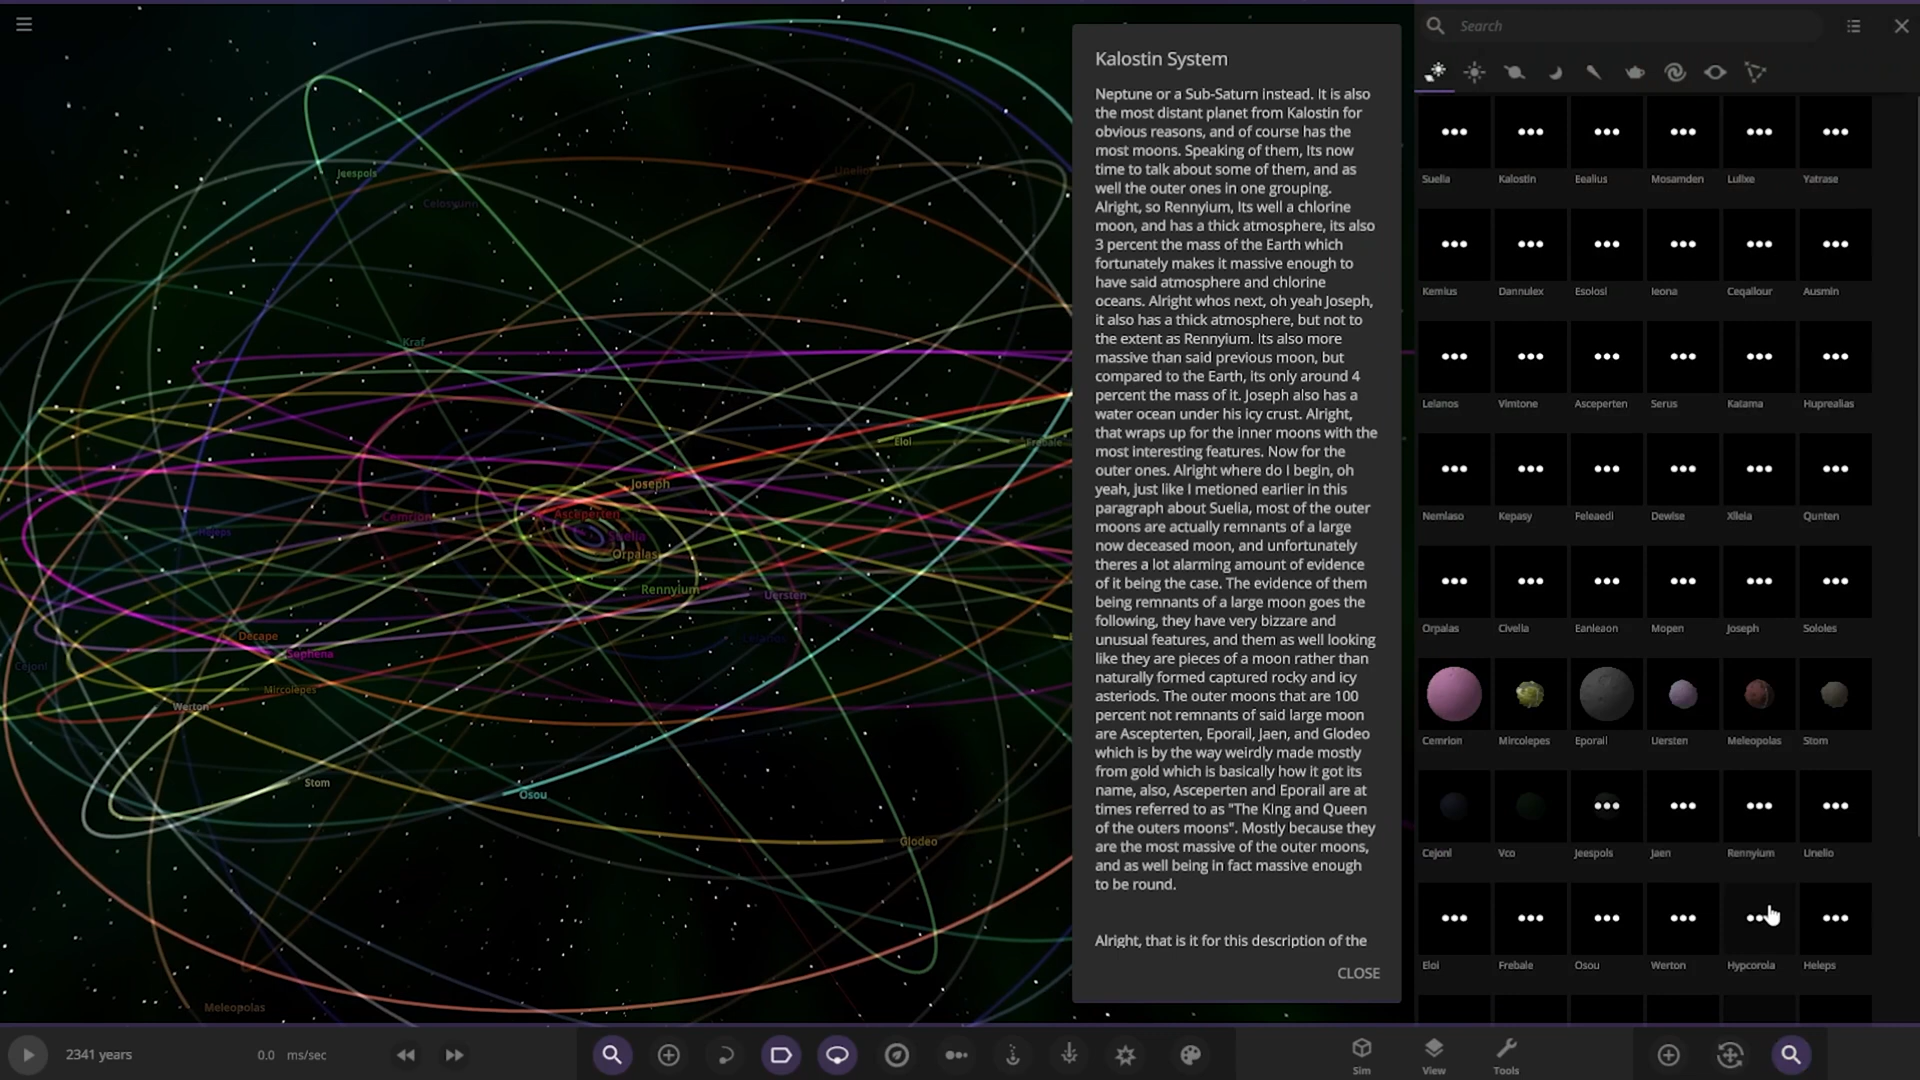 Search
Kalostin System
Neptune or a Sub-Saturn instead. It is also
the most distant planet from Kalostin for
obvious reasons, and of course has the
most moons. Speaking of them, Its now
time to talk about some of them, and as
well the outer ones in one grouping.
Alright, so Rennyium, Its well a chlorine
moon, and has a thick atmosphere, its also
3 percent the mass of the Earth which
fortunately makes it massive enough to
have said atmosphere and chlorine
oceans. Alright whos next, oh yeah Joseph,
it also has a thick atmosphere, but not to
the extent as Rennyium. Its also more
massive than said previous moon, but
compared to the Earth, its only around 4
percent the mass of it. Joseph also has a
water ocean under his icy crust. Alright,
that wraps up for the inner moons with the
most interesting features. Now for the
outer ones. Alright where do I begin, oh
yeah, just like I metioned earlier in this
paragraph about Suelia, most of the outer
moons are actually remnants of a large
now deceased moon, and unfortunately
theres a lot alarming amount of evidence
of it being the case. The evidence of them
being remnants of a large moon goes the
following, they have very bizzare and
unusual features, and them as well looking
like they are pieces of a moon rather than
naturally formed captured rocky and icy
asteriods. The outer moons that are 100
percent not remnants of said large moon
are Ascepterten, Eporail, Jaen, and Glodeo
which is by the way weirdly made mostly
from gold which is basically how it got its
name, also, Asceperten and Eporail are at
times referred to as "The King and Queen
of the outers moons". Mostly because they
are the most massive of the outer moons,
and as well being in fact massive enough
to be round.
Alright, that is it for this description of the
CLOSE
Jeespols
Unelio
Celosyinn
Kraf
Eloi
Frebale
Joseph
Asceperten
Cemrion
Heleps
Suelia
Orpalas
Rennyium
Uersten
Lelanos
Decape
Suphena
Cejonl
Mircolepes
Werton
Stom
Osou
Glodeo
Meleopolas
Suelia Kalostin Eealius Mosamden Lulixe Yatrase
Kemius Dannulex Esolosi Ieona Ceqallour Ausmin
Lelanos Vimtone Asceperten Serus Katama Huprealias
Nemlaso Kepasy Feleaedi Dewise Xlleia Qunten
Orpalas Civella Eanleaon Mopen Joseph Sololes
Cemrion Mircolepes Eporail Uersten Meleopolas Stom
Cejonl Vco Jeespols Jaen Rennyium Unelio
Eloi Frebale Osou Werton Hypcorola Heleps
2341 years
0.0 ms/sec
Sim
View
Tools